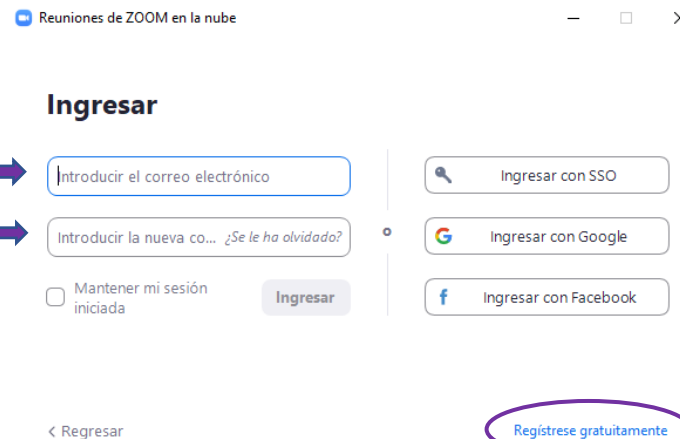 Reuniones de ZOOM en la nube
Ingresar
Introducir el correo electrónico
Introducir la nueva co... ¿Se le ha olvidado?
Mantener mi sesión
iniciada
Ingresar
o
Ingresar con SSO
Ingresar con Google
Ingresar con Facebook
< Regresar
Regístrese gratuitamente